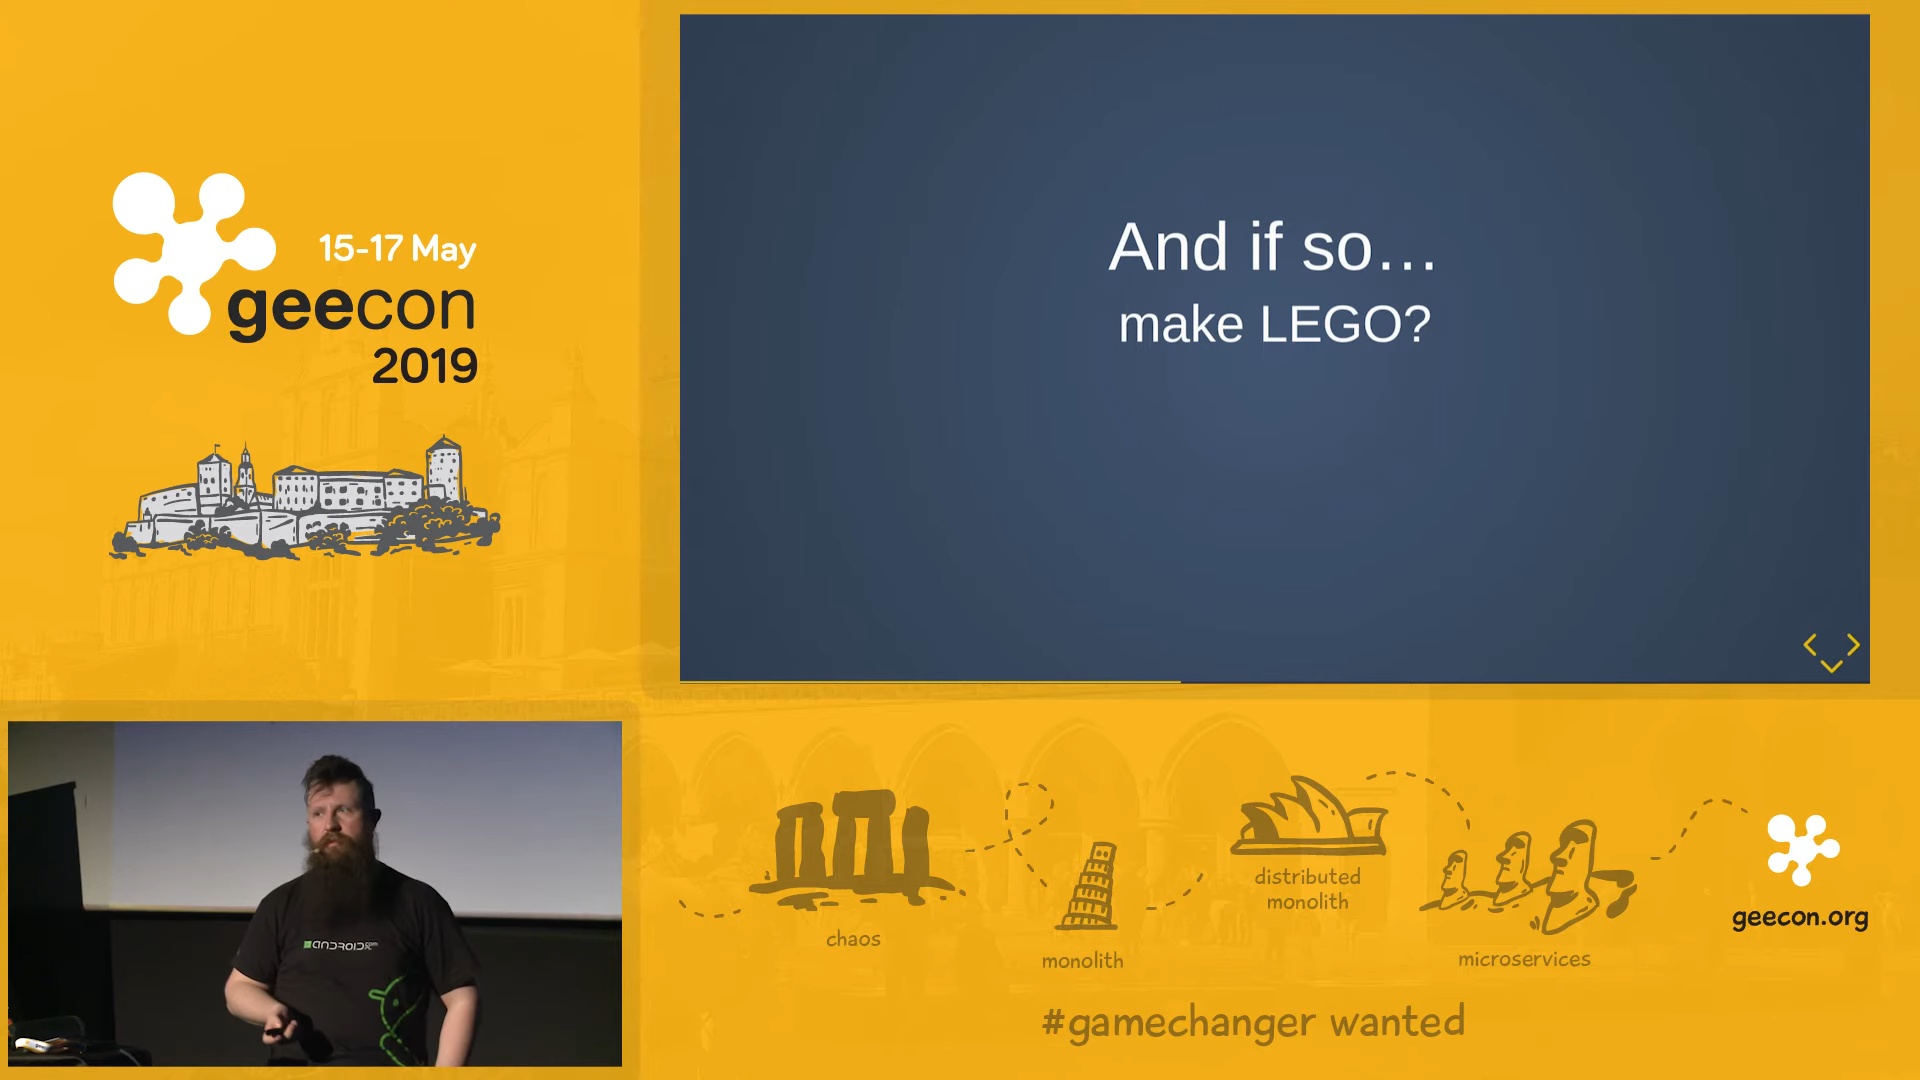 15-17 May
geecon
2019
And if so...
make LEGO?
ANDROID
chaos
monolith
distributed
monolith
microservices
geecon.org
#gamechanger wanted